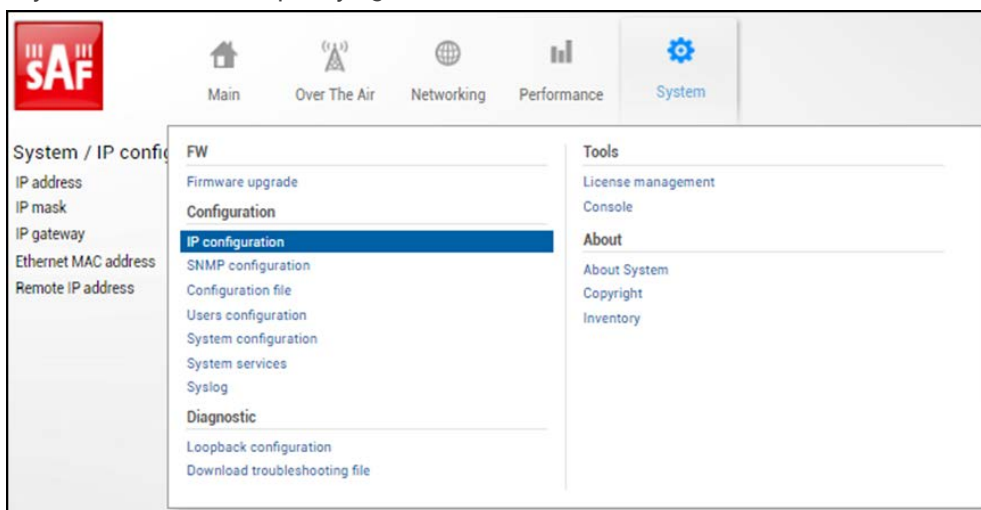 SAF
Main
Over The Air
Networking
Performance
System
System / IP config
IP address
IP mask
IP gateway
Ethernet MAC address
Remote IP address
FW
Firmware upgrade
Configuration
IP configuration
SNMP configuration
Configuration file
Users configuration
System configuration
System services
Syslog
Diagnostic
Loopback configuration
Download troubleshooting file
Tools
License management
Console
About
About System
Copyright
Inventory